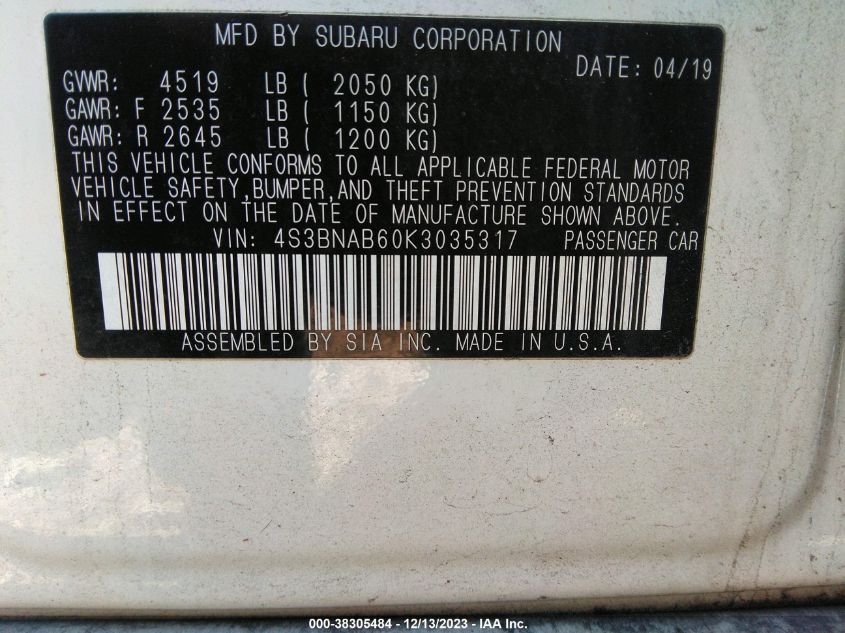 MFD BY SUBARU CORPORATION
DATE: 04/19
GVWR: 4519 LB ( 2050 KG)
GAWR: F 2535 LB ( 1150 KG)
GAWR: R 2645 LB ( 1200 KG)
THIS VEHICLE CONFORMS TO ALL APPLICABLE FEDERAL MOTOR
VEHICLE SAFETY,BUMPER,AND THEFT PREVENTION STANDARDS
IN EFFECT ON THE DATE OF MANUFACTURE SHOWN ABOVE.
VIN: 4S3BNAB60K3035317 PASSENGER CAR
ASSEMBLED BY SIA INC. MADE IN U.S.A.
000-38305484 - 12/13/2023 - IAA Inc.